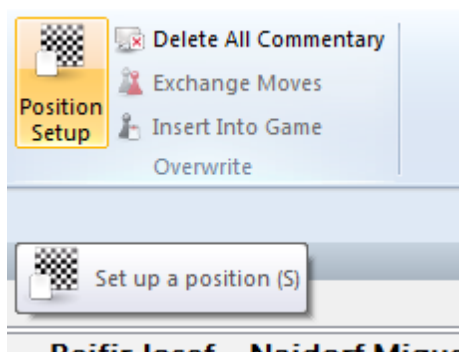 Delete All Commentary
Exchange Moves
Position
Setup
Insert Into Game
Overwrite
Set up a position (S)